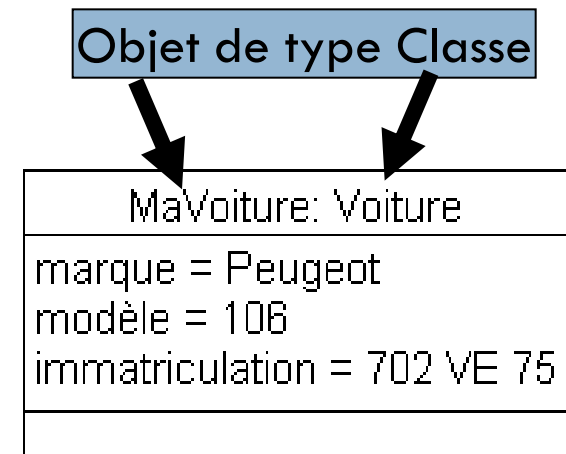 Objet de type Classe
MaVoiture: Voiture
marque = Peugeot
modèle = 106
immatriculation = 702 VE 75